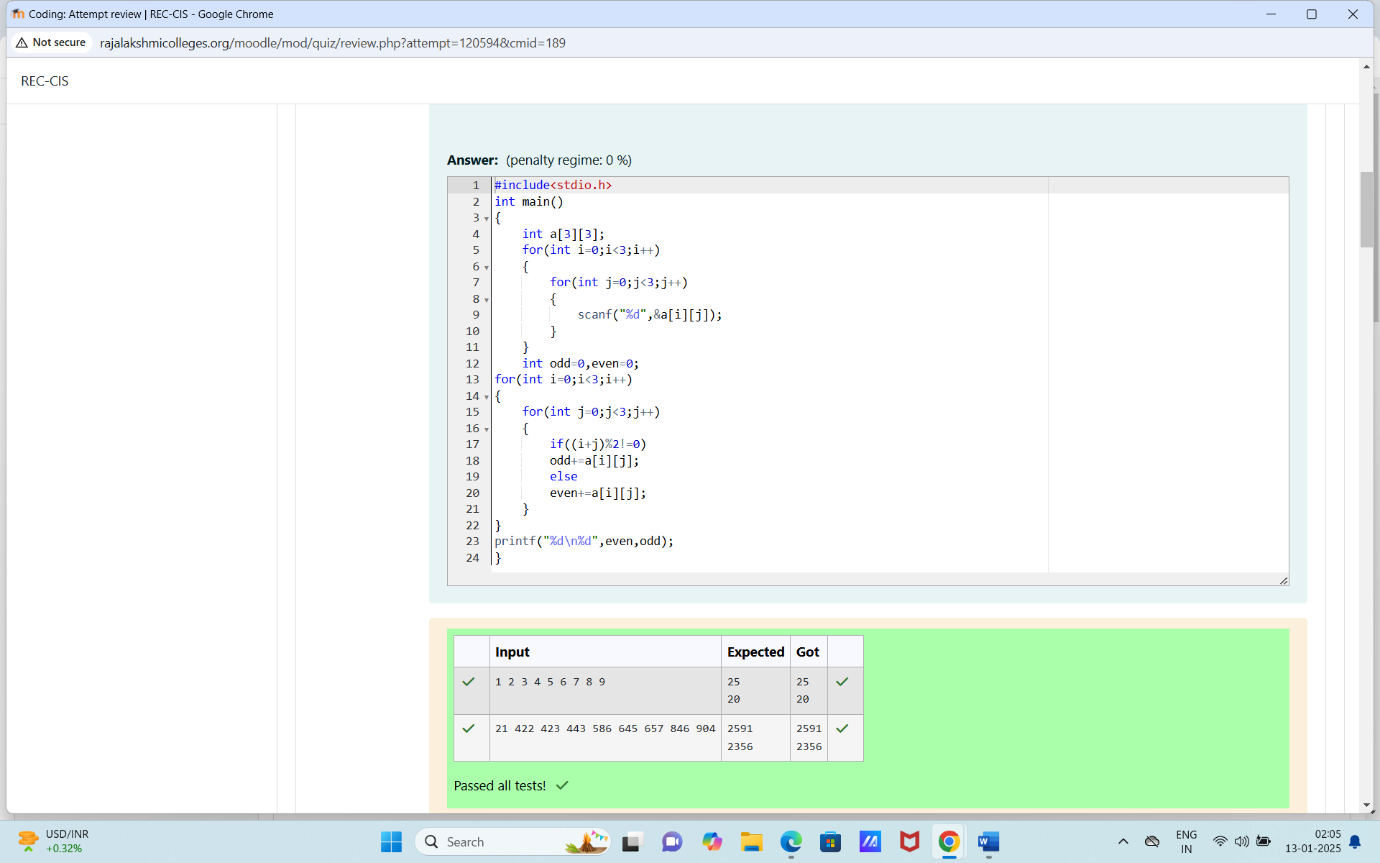 Coding: Attempt review | REC-CIS - Google Chrome
Not secure rajalakshmicolleges.org/moodle/mod/quiz/review.php?attempt=120594&cmid=189
REC-CIS
Answer: (penalty regime: 0 %)
1 #include<stdio.h>
2 int main()
3 {
4     int a[3][3];
5     for(int i=0;i<3;i++)
6     {
7         for(int j=0;j<3;j++)
8         {
9             scanf("%d",&a[i][j]);
10         }
11     }
12     int odd=0,even=0;
13 for(int i=0;i<3;i++)
14 {
15     for(int j=0;j<3;j++)
16     {
17         if((i+j)%2!=0)
18         odd+=a[i][j];
19         else
20         even+=a[i][j];
21     }
22 }
23 printf("%d\n%d",even,odd);
24 }
Input Expected Got
1 2 3 4 5 6 7 8 9 25 25
20 20
21 422 423 443 586 645 657 846 904 2591 2591
2356 2356
Passed all tests!
USD/INR
+0.32%
Search
ENG
IN
02:05
13-01-2025